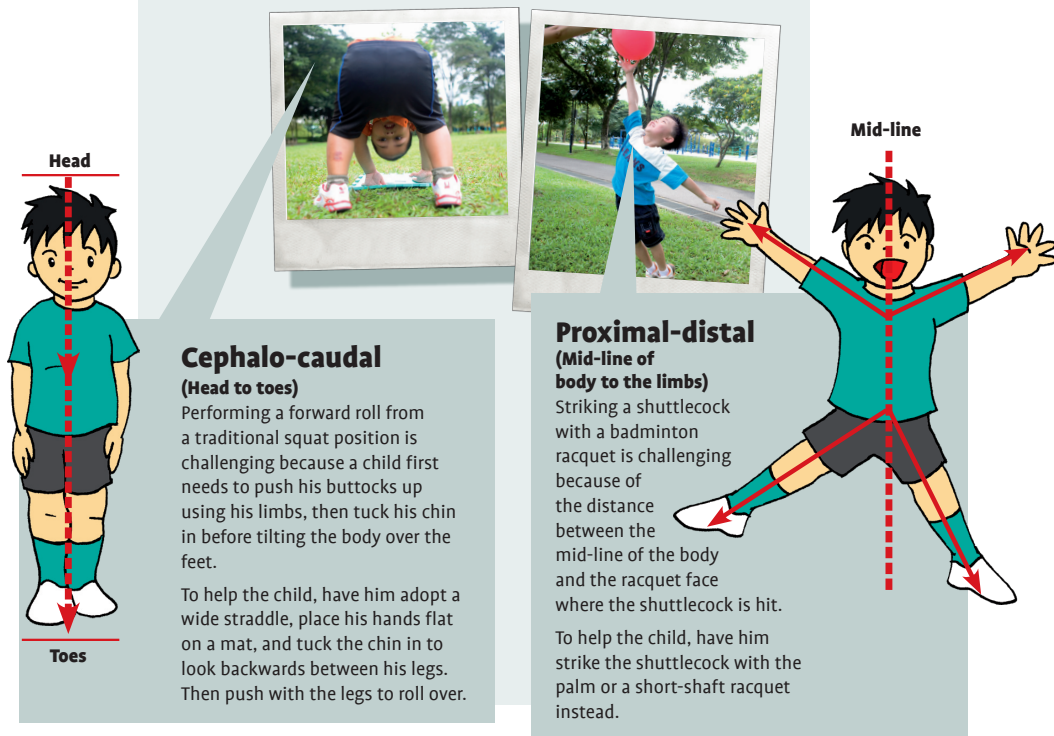 Head
Toes
Cephalo-caudal
(Head to toes)
Performing a forward roll from
a traditional squat position is
challenging because a child first
needs to push his buttocks up
using his limbs, then tuck his chin
in before tilting the body over the
feet.
To help the child, have him adopt a
wide straddle, place his hands flat
on a mat, and tuck the chin in to
look backwards between his legs.
Then push with the legs to roll over.
Mid-line
Proximal-distal
(Mid-line of
body to the limbs)
Striking a shuttlecock
with a badminton
racquet is challenging
because of
the distance
between the
mid-line of the body
and the racquet face
where the shuttlecock is hit.
To help the child, have him
strike the shuttlecock with the
palm or a short-shaft racquet
instead.